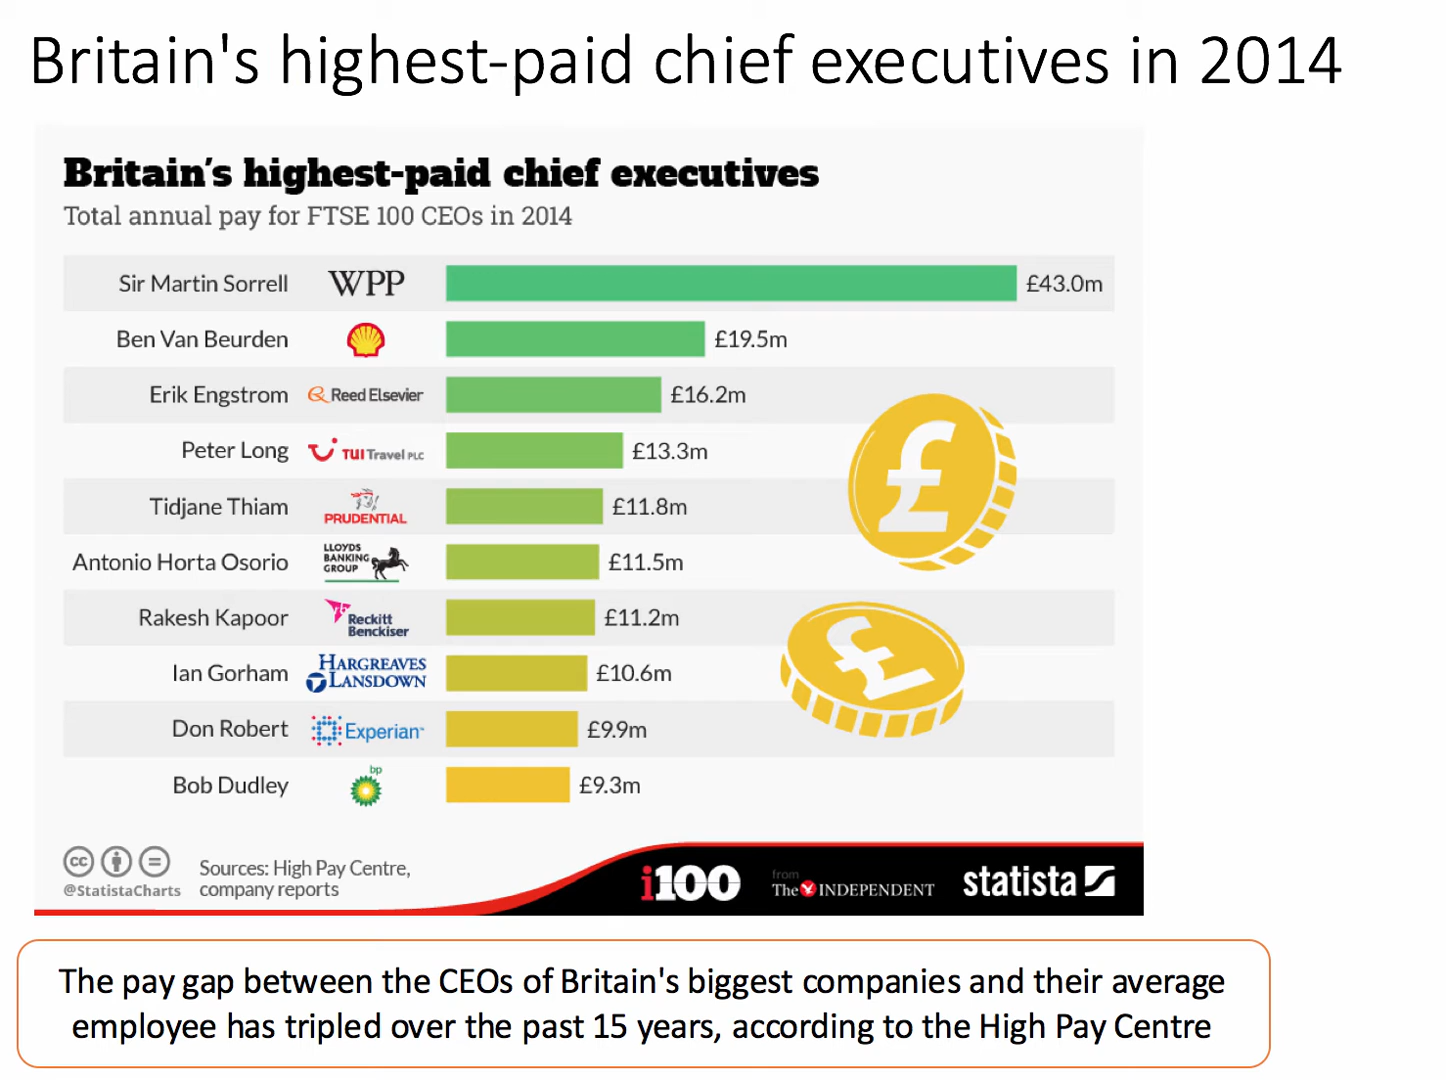 Britain's highest-paid chief executives in 2014
Britain's highest-paid chief executives
Total annual pay for FTSE 100 CEOs in 2014
Sir Martin Sorrell WPP £43.0m
Ben Van Beurden £19.5m
Erik Engstrom Reed Elsevier £16.2m
Peter Long TUI Travel PLC £13.3m
Tidjane Thiam PRUDENTIAL £11.8m
Antonio Horta Osorio LLOYDS BANKING GROUP £11.5m
Rakesh Kapoor Reckitt Benckiser £11.2m
Ian Gorham HARGREAVES LANSDOWN £10.6m
Don Robert Experian™ £9.9m
Bob Dudley bp £9.3m
£
£
cc
@StatistaCharts
Sources: High Pay Centre,
company reports
i100
from
The INDEPENDENT
statista
The pay gap between the CEOs of Britain's biggest companies and their average
employee has tripled over the past 15 years, according to the High Pay Centre